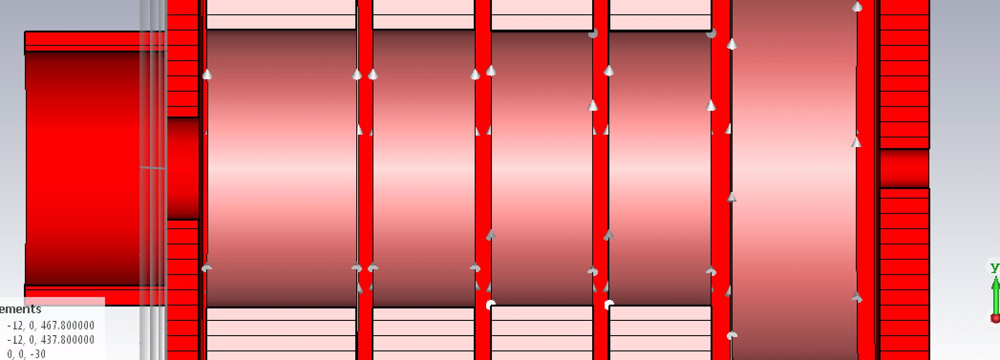 ements
-12, 0, 467.800000
-12, 0, 437.800000
0, 0, -30
y